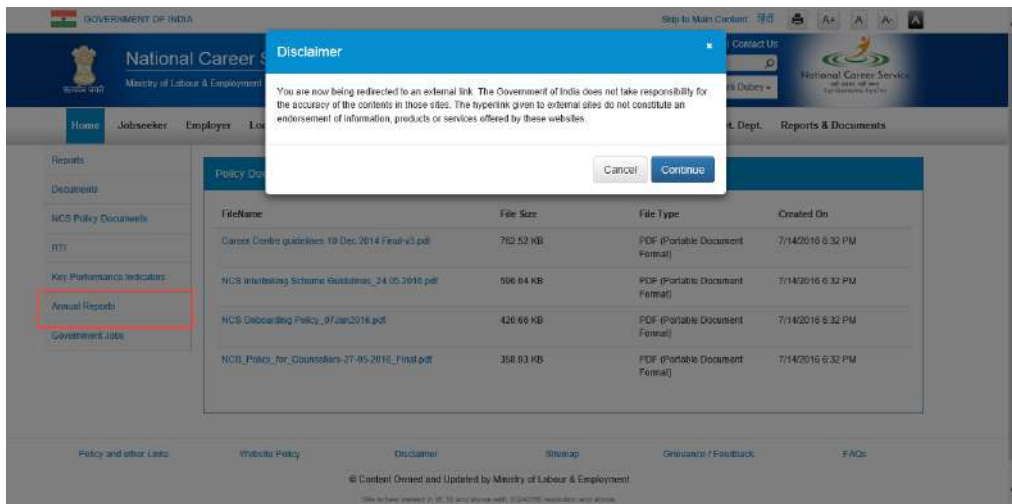 GOVERNMENT OF INDIA
Skip to Main Content हिंदी A+ A A- A
National Career S
Ministry of Labour & Employment
Contact Us
Dubey
National Career Service
Disclaimer
You are now being redirected to an external link. The Government of India does not take responsibility for
the accuracy of the contents in those sites. The hyperlink given to external sites do not constitute an
endorsement of information, products or services offered by these websites.
Cancel Continue
Home Jobseeker Employer t. Dept. Reports & Documents
Reports
Documents
NCS Policy Documents
RTI
Key Performance Indicators
Annual Reports
Government Jobs
Policy Do
FileName File Size File Type Created On
Career Centre guidelines 10 Dec 2014 Final-v3.pdf 762.52 KB PDF (Portable Document Format) 7/14/2016 6:32 PM
NCS Interlinking Scheme Guidelines_24.05.2016.pdf 596.64 KB PDF (Portable Document Format) 7/14/2016 6:32 PM
NCS Onboarding Policy_07Jan2016.pdf 420.66 KB PDF (Portable Document Format) 7/14/2016 6:32 PM
NCS_Policy_for_Counsellors-27-05-2016_Final.pdf 358.93 KB PDF (Portable Document Format) 7/14/2016 6:32 PM
Policy and other Links Website Policy Disclaimer Sitemap Grievance / Feedback FAQs
© Content Owned and Updated by Ministry of Labour & Employment